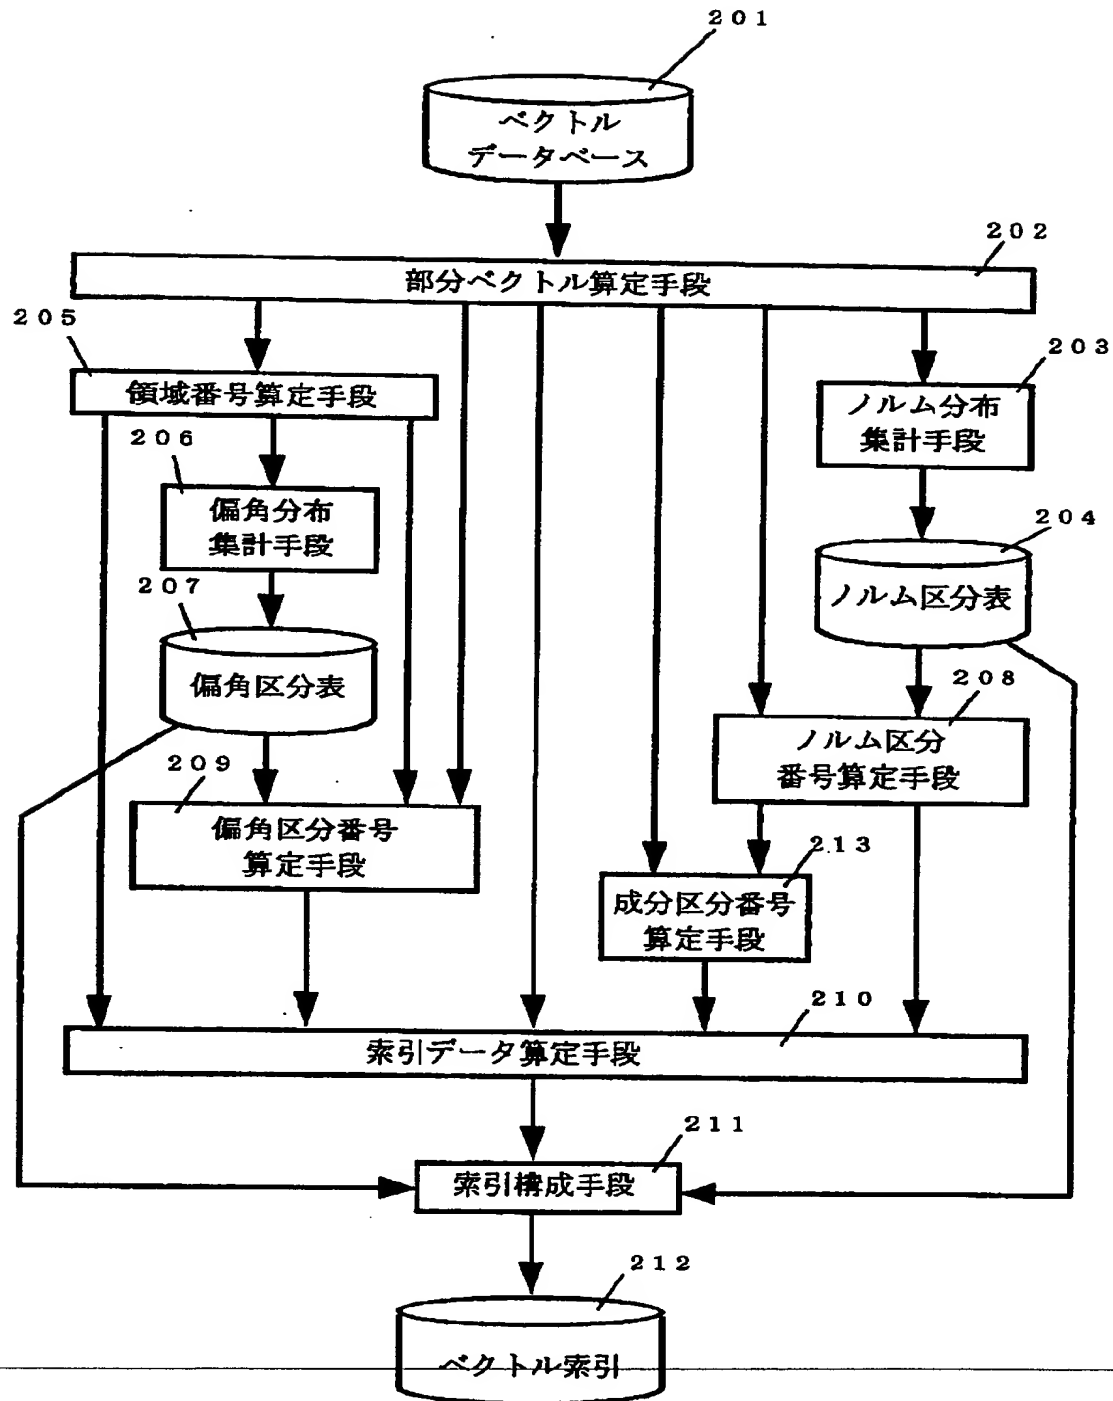 201
ベクトル
データベース
202
部分ベクトル算定手段
205
領域番号算定手段
203
ノルム分布
集計手段
206
偏角分布
集計手段
204
ノルム区分表
207
偏角区分表
208
ノルム区分
番号算定手段
209
偏角区分番号
算定手段
213
成分区分番号
算定手段
210
索引データ算定手段
211
索引構成手段
212
ベクトル索引